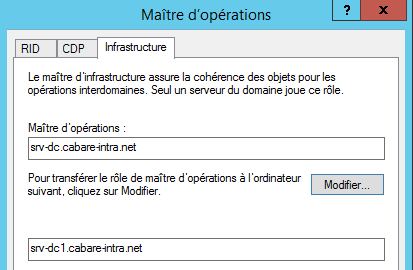 Maître d'opérations
? x
RID CDP Infrastructure
Le maître d'infrastructure assure la cohérence des objets pour les
opérations interdomaines. Seul un serveur du domaine joue ce rôle.
Maître d'opérations :
srv-dc.cabare-intra.net
Pour transférer le rôle de maître d'opérations à l'ordinateur
suivant, cliquez sur Modifier.
Modifier...
srv-dc1.cabare-intra.net